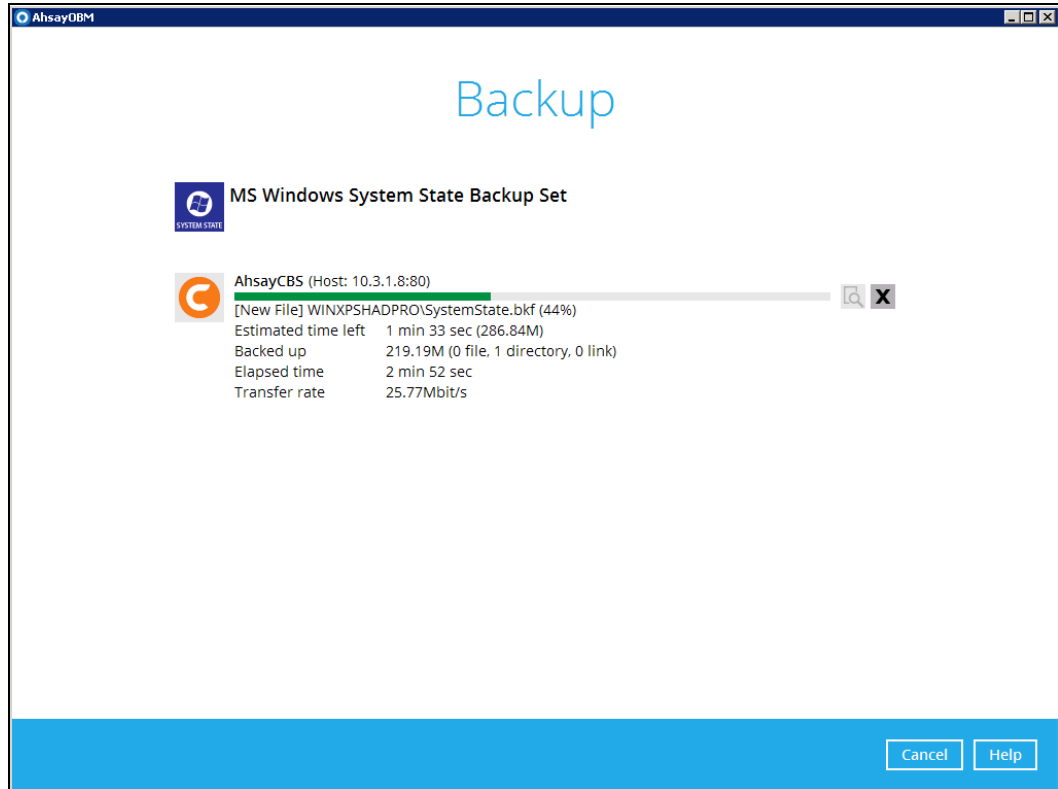 AhsayOBM
Backup
MS Windows System State Backup Set
SYSTEM STATE
AhsayCBS (Host: 10.3.1.8:80)
[New File] WINXPSHADPRO\SystemState.bkf (44%)
Estimated time left 1 min 33 sec (286.84M)
Backed up 219.19M (0 file, 1 directory, 0 link)
Elapsed time 2 min 52 sec
Transfer rate 25.77Mbit/s
X
Cancel Help